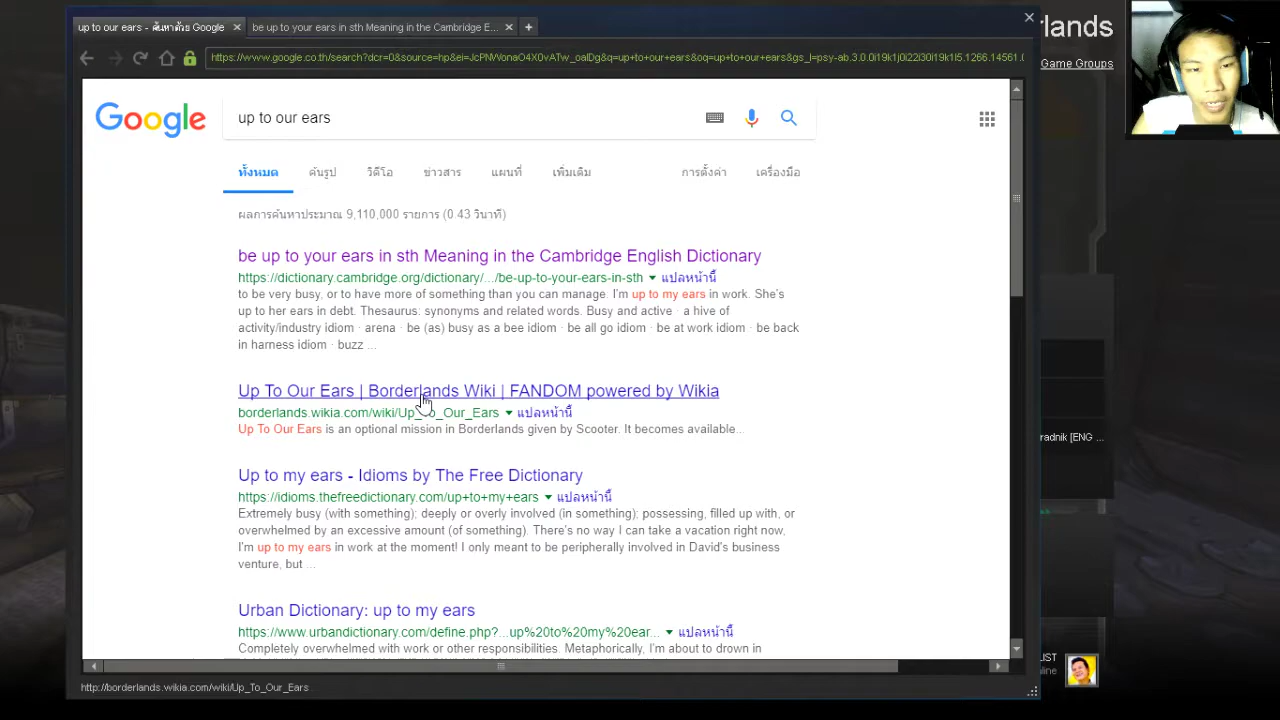 up to our ears - ค้นหาด้วย Google
be up to your ears in sth Meaning in the Cambridge E...
rlands
https://www.google.co.th/search?dcr=0&source=hp&ei=JcPNWonaO4X0vATw_oalDg&q=up+to+our+ears&oq=up+to+our+ears&gs_l=psy-ab.3.0.0i19k1j0i22i30i19k1l5.1266.14561.0
Game Groups
Google
up to our ears
ทั้งหมด ค้นรูป วิดีโอ ข่าวสาร แผนที่ เพิ่มเติม การตั้งค่า เครื่องมือ
ผลการค้นหาประมาณ 9,110,000 รายการ (0.43 วินาที)
be up to your ears in sth Meaning in the Cambridge English Dictionary
https://dictionary.cambridge.org/dictionary/.../be-up-to-your-ears-in-sth แปลหน้านี้
to be very busy, or to have more of something than you can manage. I'm up to my ears in work. She's
up to her ears in debt. Thesaurus: synonyms and related words. Busy and active · a hive of
activity/industry idiom · arena · be (as) busy as a bee idiom · be all go idiom · be at work idiom · be back
in harness idiom · buzz ...
Up To Our Ears | Borderlands Wiki | FANDOM powered by Wikia
borderlands.wikia.com/wiki/Up_To_Our_Ears แปลหน้านี้
Up To Our Ears is an optional mission in Borderlands given by Scooter. It becomes available...
radnik [ENG ...
Up to my ears - Idioms by The Free Dictionary
https://idioms.thefreedictionary.com/up+to+my+ears แปลหน้านี้
Extremely busy (with something); deeply or overly involved (in something); possessing, filled up with, or
overwhelmed by an excessive amount (of something). There's no way I can take a vacation right now,
I'm up to my ears in work at the moment! I only meant to be peripherally involved in David's business
venture, but ...
Urban Dictionary: up to my ears
https://www.urbandictionary.com/define.php?...up%20to%20my%20ear... แปลหน้านี้
Completely overwhelmed with work or other responsibilities. Metaphorically, I'm about to drown in
LIST
nline
http://borderlands.wikia.com/wiki/Up_To_Our_Ears